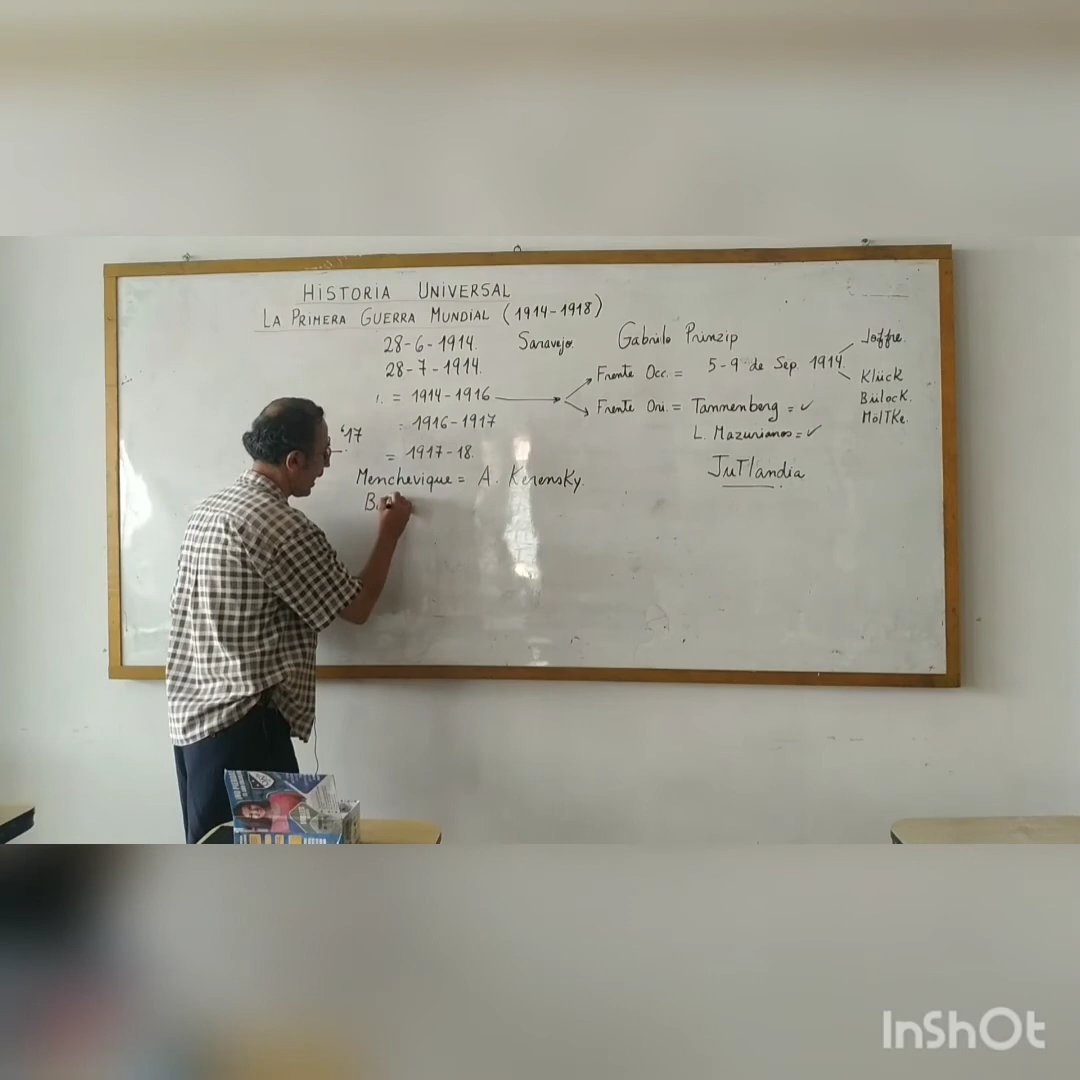 HISTORIA UNIVERSAL
LA PRIMERA GUERRA MUNDIAL (1914-1918)
28-6-1914. Saravejo. Gabrilo Prinzip
28-7-1914.
= 1914-1916
Frente Occ. = 5-9 de Sep. 1914.
Joffre.
Klück
Bülock.
Moltke.
Frente Ori. = Tannenberg = ✓
L. Mazurianos = ✓
= 1916-1917
'17
= 1917-18.
JuTlandia
Menchevique = A. Kerensky.
B
InShOt